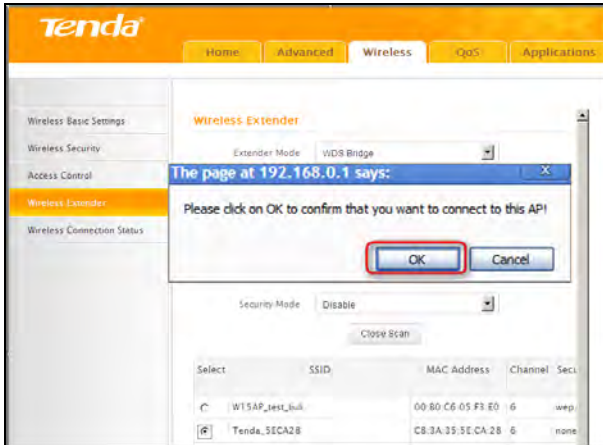 Tenda
Home Advanced Wireless QoS Applications
Wireless Basic Settings
Wireless Security
Access Control
Wireless Extender
Wireless Connection Status
Wireless Extender
Extender Mode WDS Bridge
The page at 192.168.0.1 says: X
Please click on OK to confirm that you want to connect to this AP!
OK Cancel
Security Mode Disable
Close Scan
Select SSID MAC Address Channel Secu
00:B0:C6:05:F3:E0 6 wep
Tenda_5ECA28 C8:3A:35:5E:CA:28 6 none